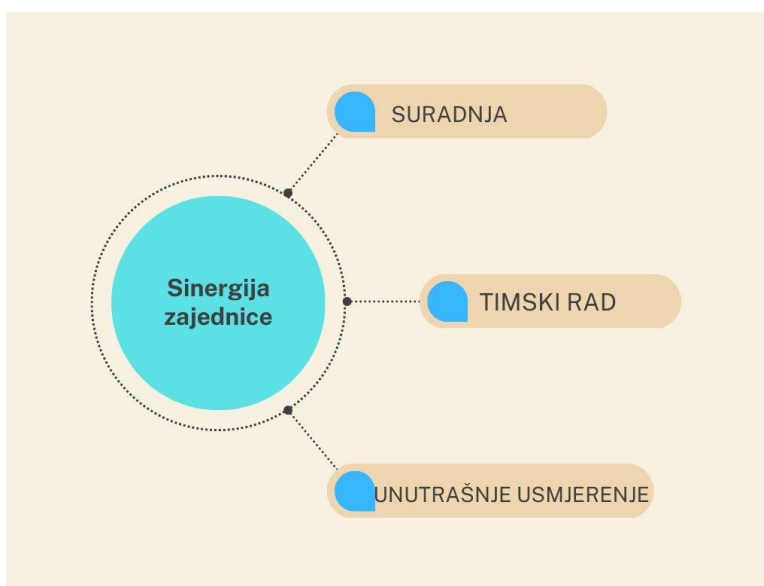 SURADNJA
Sinergija
zajednice
TIMSKI RAD
UNUTRAŠNJE USMJERENJE